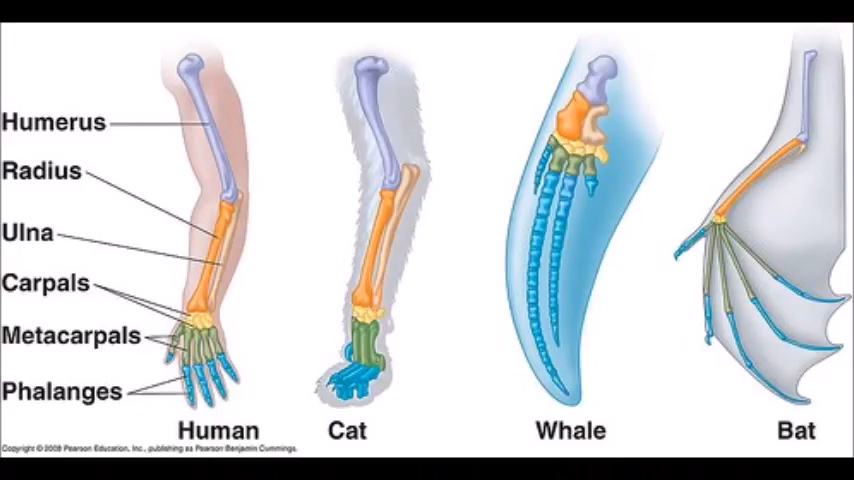 Humerus
Radius
Ulna
Carpals
Metacarpals
Phalanges
Human
Cat
Whale
Bat
Copyright © 2008 Pearson Education, Inc., publishing as Pearson Benjamin Cummings.